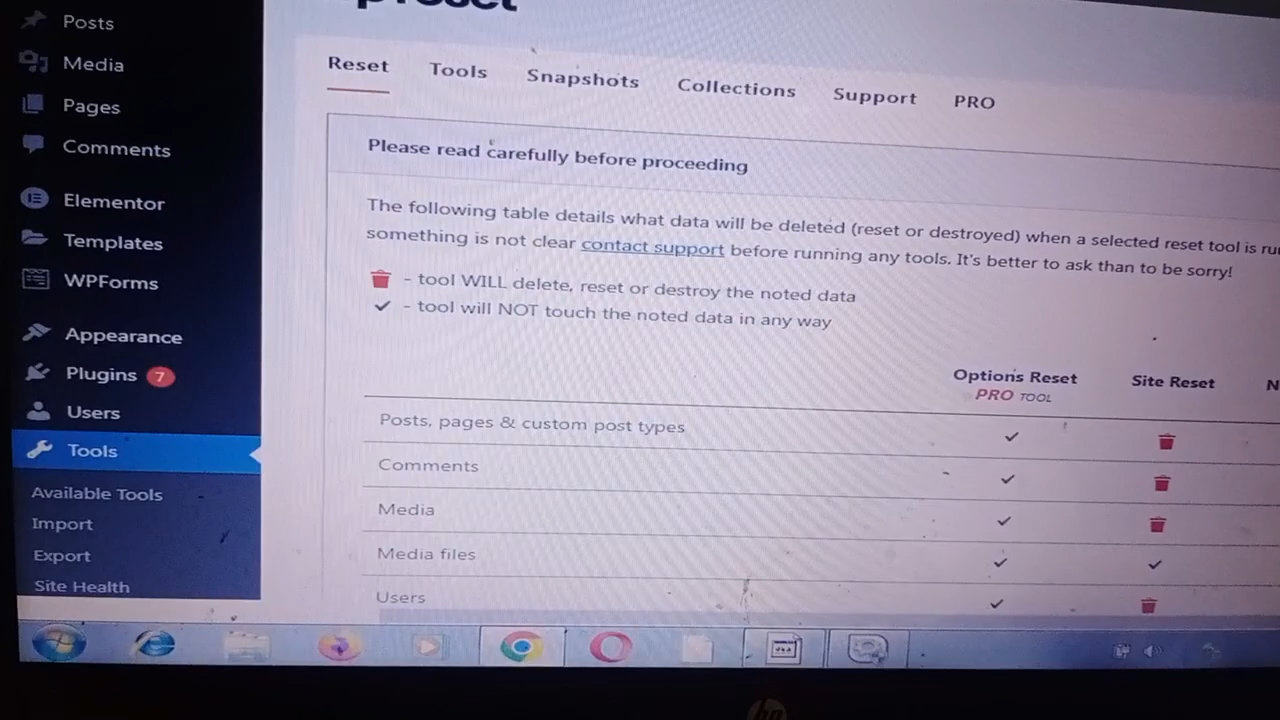 Posts
Media
Pages
Comments
Elementor
Templates
WPForms
Appearance
Plugins 7
Users
Tools
Available Tools
Import
Export
Site Health
Reset Tools Snapshots Collections Support PRO
Please read carefully before proceeding
The following table details what data will be deleted (reset or destroyed) when a selected reset tool is
something is not clear contact support before running any tools. It's better to ask than to be sorry!
- tool WILL delete, reset or destroy the noted data
✓ - tool will NOT touch the noted data in any way
Options Reset Site Reset
PRO TOOL
Posts, pages & custom post types ✓
Comments ✓
Media ✓
Media files ✓ ✓
Users ✓
hp